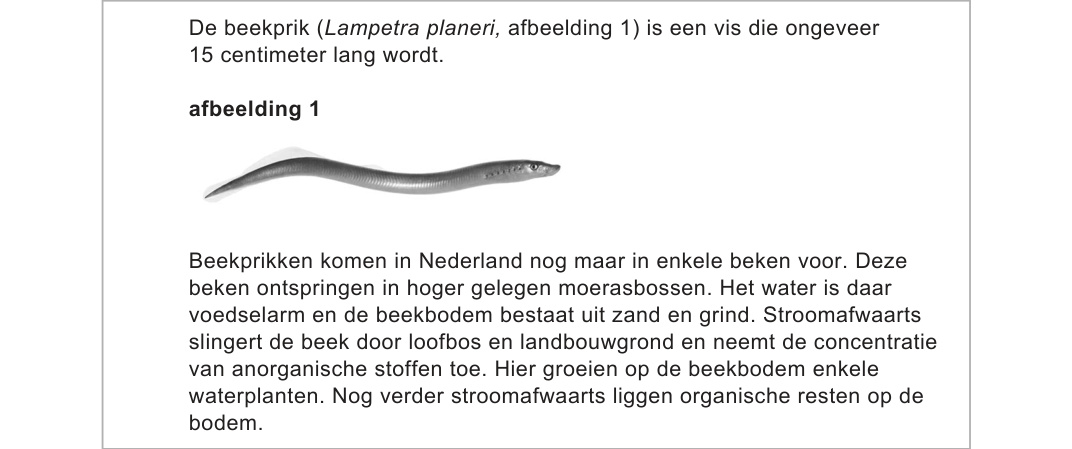 De beekprik (Lampetra planeri, afbeelding 1) is een vis die ongeveer
15 centimeter lang wordt.
afbeelding 1
Beekprikken komen in Nederland nog maar in enkele beken voor. Deze
beken ontspringen in hoger gelegen moerasbossen. Het water is daar
voedselarm en de beekbodem bestaat uit zand en grind. Stroomafwaarts
slingert de beek door loofbos en landbouwgrond en neemt de concentratie
van anorganische stoffen toe. Hier groeien op de beekbodem enkele
waterplanten. Nog verder stroomafwaarts liggen organische resten op de
bodem.